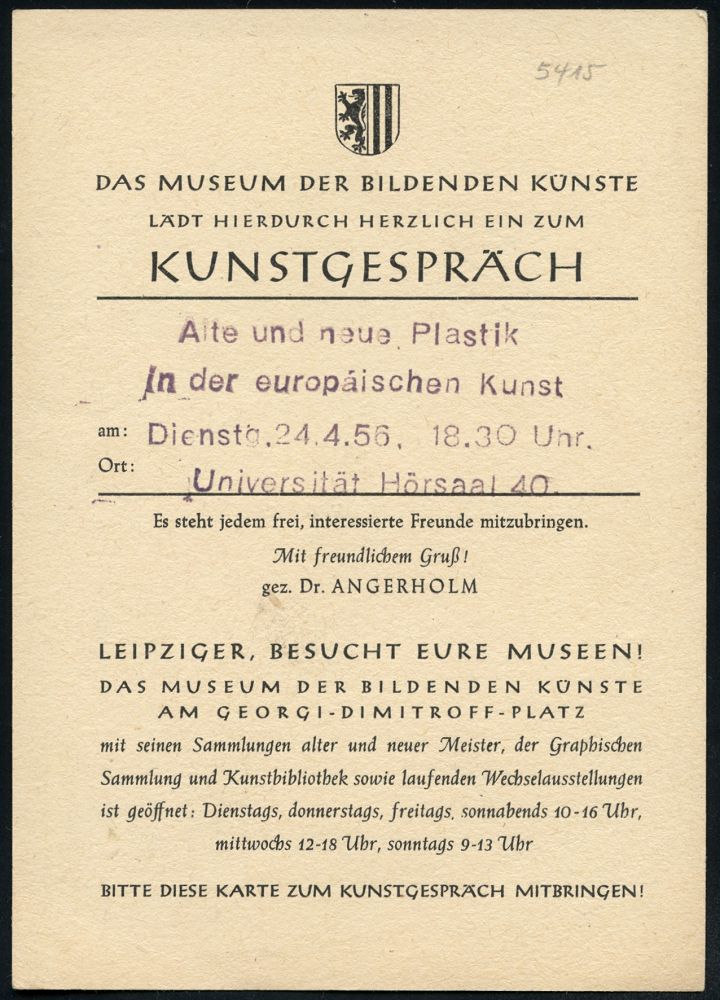 5415
DAS MUSEUM DER BILDENDEN KÜNSTE
LÄDT HIERDURCH HERZLICH EIN ZUM
KUNSTGESPRÄCH
Alte und neue Plastik
In der europäischen Kunst
am: Dienstg,24.4.56, 18.30 Uhr.
Ort: Universität Hörsaal 40.
Es steht jedem frei, interessierte Freunde mitzubringen.
Mit freundlichem Gruß!
gez. Dr. ANGERHOLM
LEIPZIGER, BESUCHT EURE MUSEEN!
DAS MUSEUM DER BILDENDEN KÜNSTE
AM GEORGI-DIMITROFF-PLATZ
mit seinen Sammlungen alter und neuer Meister, der Graphischen
Sammlung und Kunstbibliothek sowie laufenden Wechselausstellungen
ist geöffnet: Dienstags, donnerstags, freitags, sonnabends 10-16 Uhr,
mittwochs 12-18 Uhr, sonntags 9-13 Uhr
BITTE DIESE KARTE ZUM KUNSTGESPRÄCH MITBRINGEN!